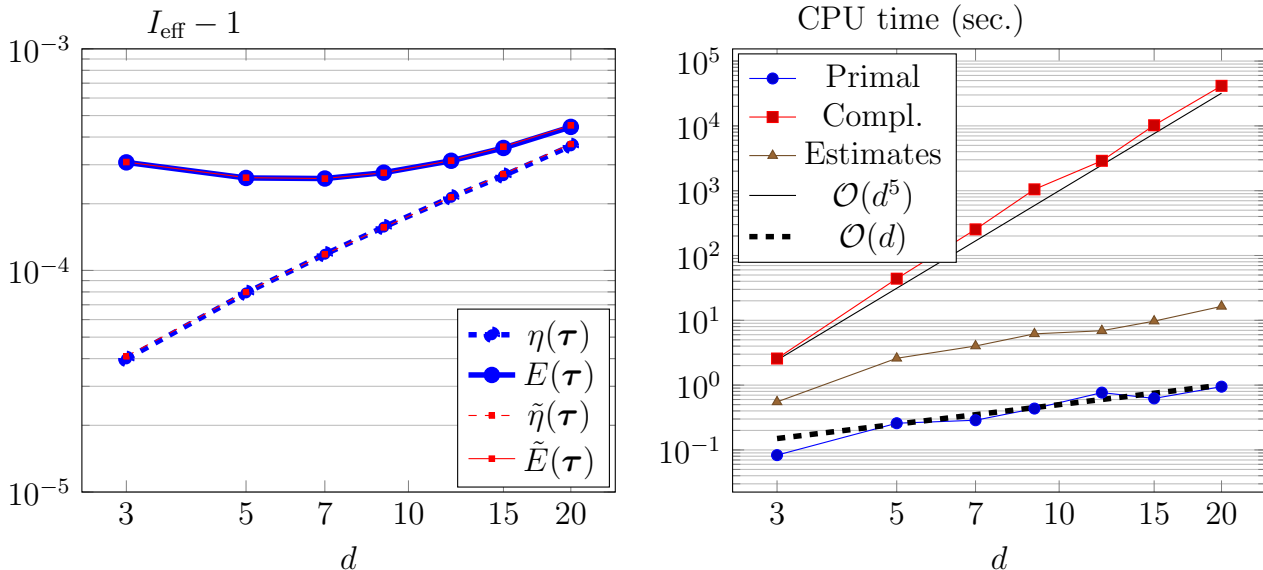 I_eff − 1
10^−3
10^−4
10^−5
η(τ)
E(τ)
η̃(τ)
Ẽ(τ)
3 5 7 10 15 20
d
CPU time (sec.)
10^5
10^4
10^3
10^2
10^1
10^0
10^−1
Primal
Compl.
Estimates
𝒪(d^5)
𝒪(d)
3 5 7 10 15 20
d